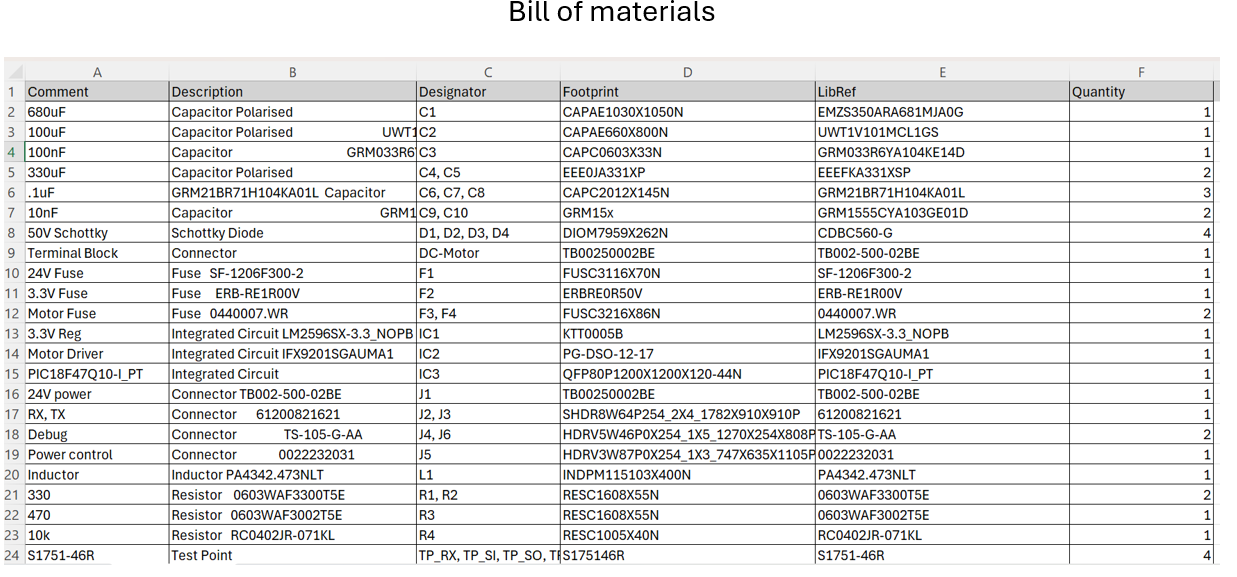 Bill of materials
A B C D E F
1 Comment Description Designator Footprint LibRef Quantity
2 680uF Capacitor Polarised C1 CAPAE1030X1050N EMZS350ARA681MJA0G 1
3 100uF Capacitor Polarised UWT1 C2 CAPAE660X800N UWT1V101MCL1GS 1
4 100nF Capacitor GRM033R6Y C3 CAPC0603X33N GRM033R6YA104KE14D 1
5 330uF Capacitor Polarised C4, C5 EEE0JA331XP EEEFKA331XSP 2
6 .1uF GRM21BR71H104KA01L Capacitor C6, C7, C8 CAPC2012X145N GRM21BR71H104KA01L 3
7 10nF Capacitor GRM1 C9, C10 GRM15x GRM1555CYA103GE01D 2
8 50V Schottky Schottky Diode D1, D2, D3, D4 DIOM7959X262N CDBC560-G 4
9 Terminal Block Connector DC-Motor TB00250002BE TB002-500-02BE 1
10 24V Fuse Fuse SF-1206F300-2 F1 FUSC3116X70N SF-1206F300-2 1
11 3.3V Fuse Fuse ERB-RE1R00V F2 ERBRE0R50V ERB-RE1R00V 1
12 Motor Fuse Fuse 0440007.WR F3, F4 FUSC3216X86N 0440007.WR 2
13 3.3V Reg Integrated Circuit LM2596SX-3.3_NOPB IC1 KTT0005B LM2596SX-3.3_NOPB 1
14 Motor Driver Integrated Circuit IFX9201SGAUMA1 IC2 PG-DSO-12-17 IFX9201SGAUMA1 1
15 PIC18F47Q10-I_PT Integrated Circuit IC3 QFP80P1200X1200X120-44N PIC18F47Q10-I_PT 1
16 24V power Connector TB002-500-02BE J1 TB00250002BE TB002-500-02BE 1
17 RX, TX Connector 61200821621 J2, J3 SHDR8W64P254_2X4_1782X910X910P 61200821621 1
18 Debug Connector TS-105-G-AA J4, J6 HDRV5W46P0X254_1X5_1270X254X808P TS-105-G-AA 2
19 Power control Connector 0022232031 J5 HDRV3W87P0X254_1X3_747X635X1105P 0022232031 1
20 Inductor Inductor PA4342.473NLT L1 INDPM115103X400N PA4342.473NLT 1
21 330 Resistor 0603WAF3300T5E R1, R2 RESC1608X55N 0603WAF3300T5E 2
22 470 Resistor 0603WAF3002T5E R3 RESC1608X55N 0603WAF3002T5E 1
23 10k Resistor RC0402JR-071KL R4 RESC1005X40N RC0402JR-071KL 1
24 S1751-46R Test Point TP_RX, TP_SI, TP_SO, S175146R S1751-46R 4